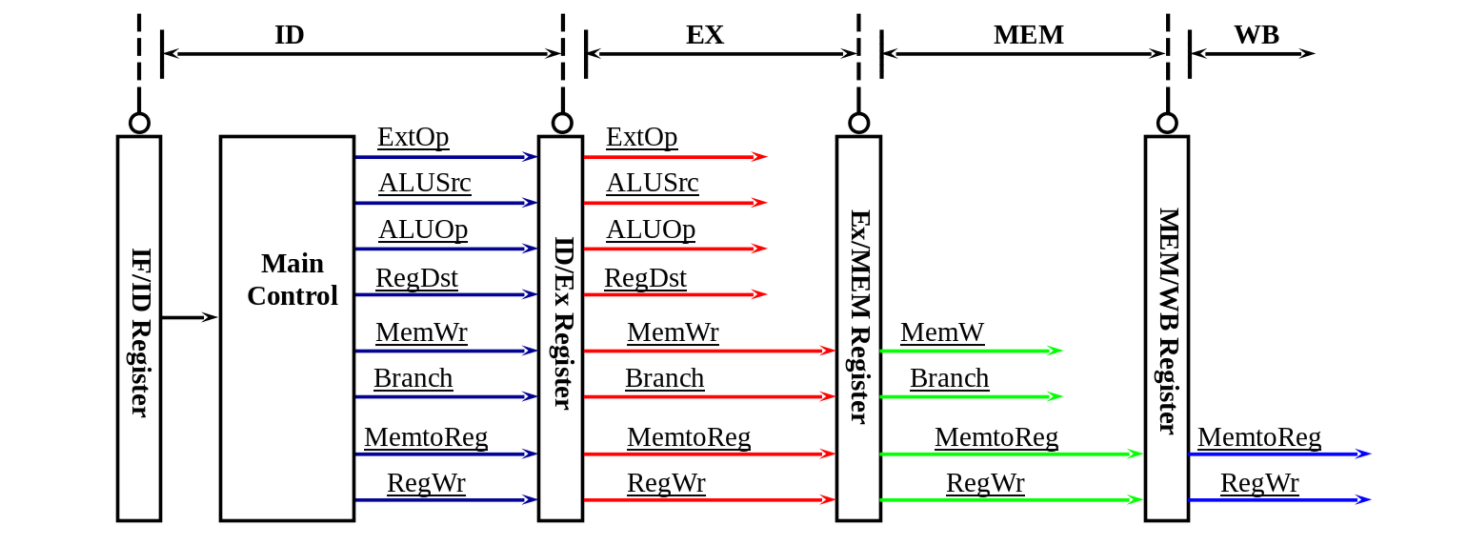 ID
EX
MEM
WB
IF/ID Register
Main
Control
ExtOp
ALUSrc
ALUOp
RegDst
MemWr
Branch
MemtoReg
RegWr
ID/Ex Register
ExtOp
ALUSrc
ALUOp
RegDst
MemWr
Branch
MemtoReg
RegWr
Ex/MEM Register
MemW
Branch
MemtoReg
RegWr
MEM/WB Register
MemtoReg
RegWr